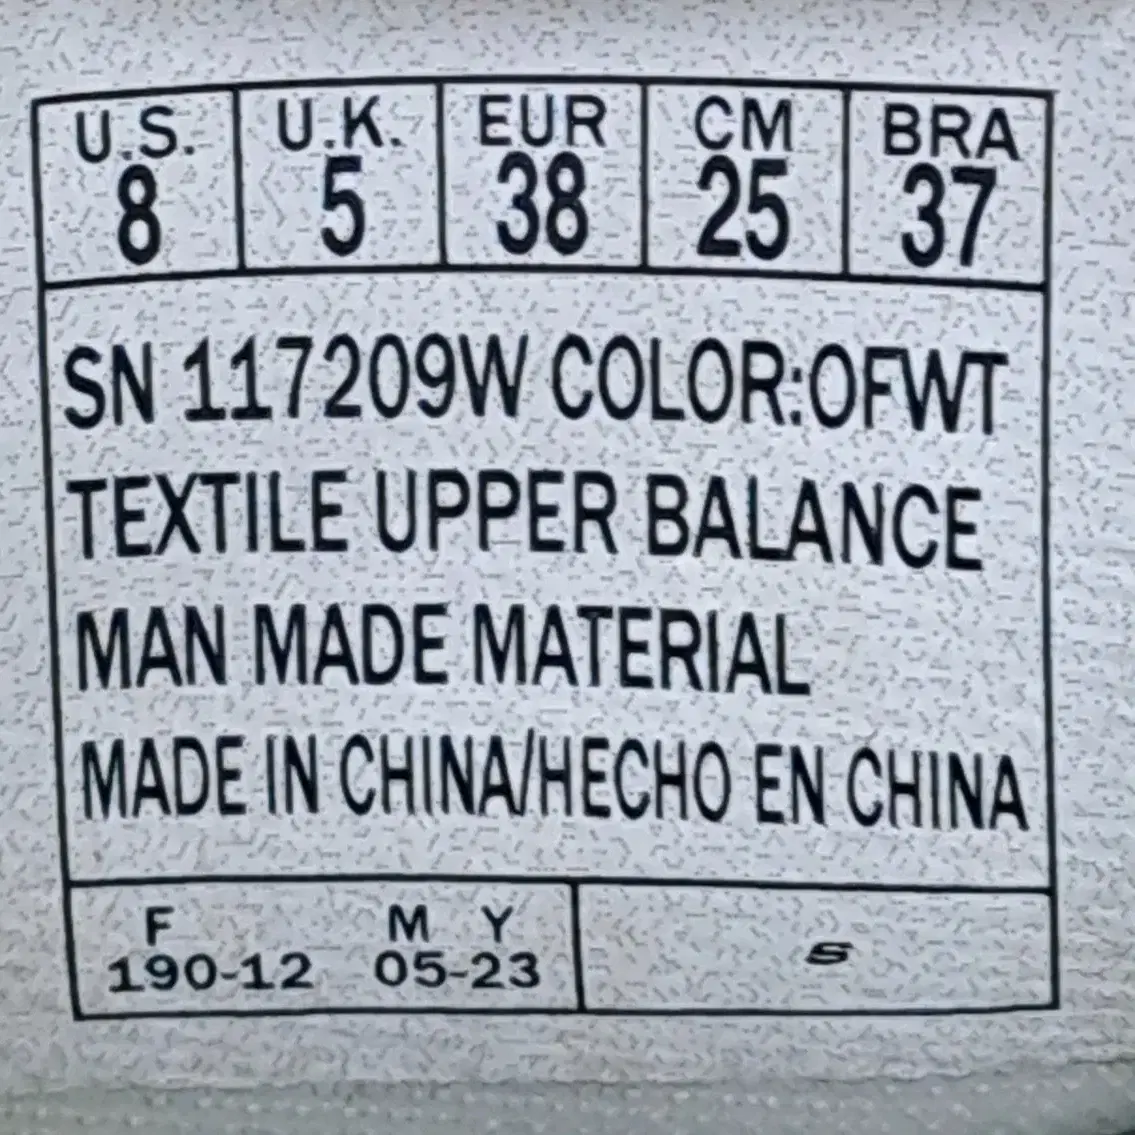 U.S. U.K. EUR CM BRA
8 5 38 25 37
SN 117209W COLOR:OFWT
TEXTILE UPPER BALANCE
MAN MADE MATERIAL
MADE IN CHINA/HECHO EN CHINA
F M Y
190-12 05-23 S